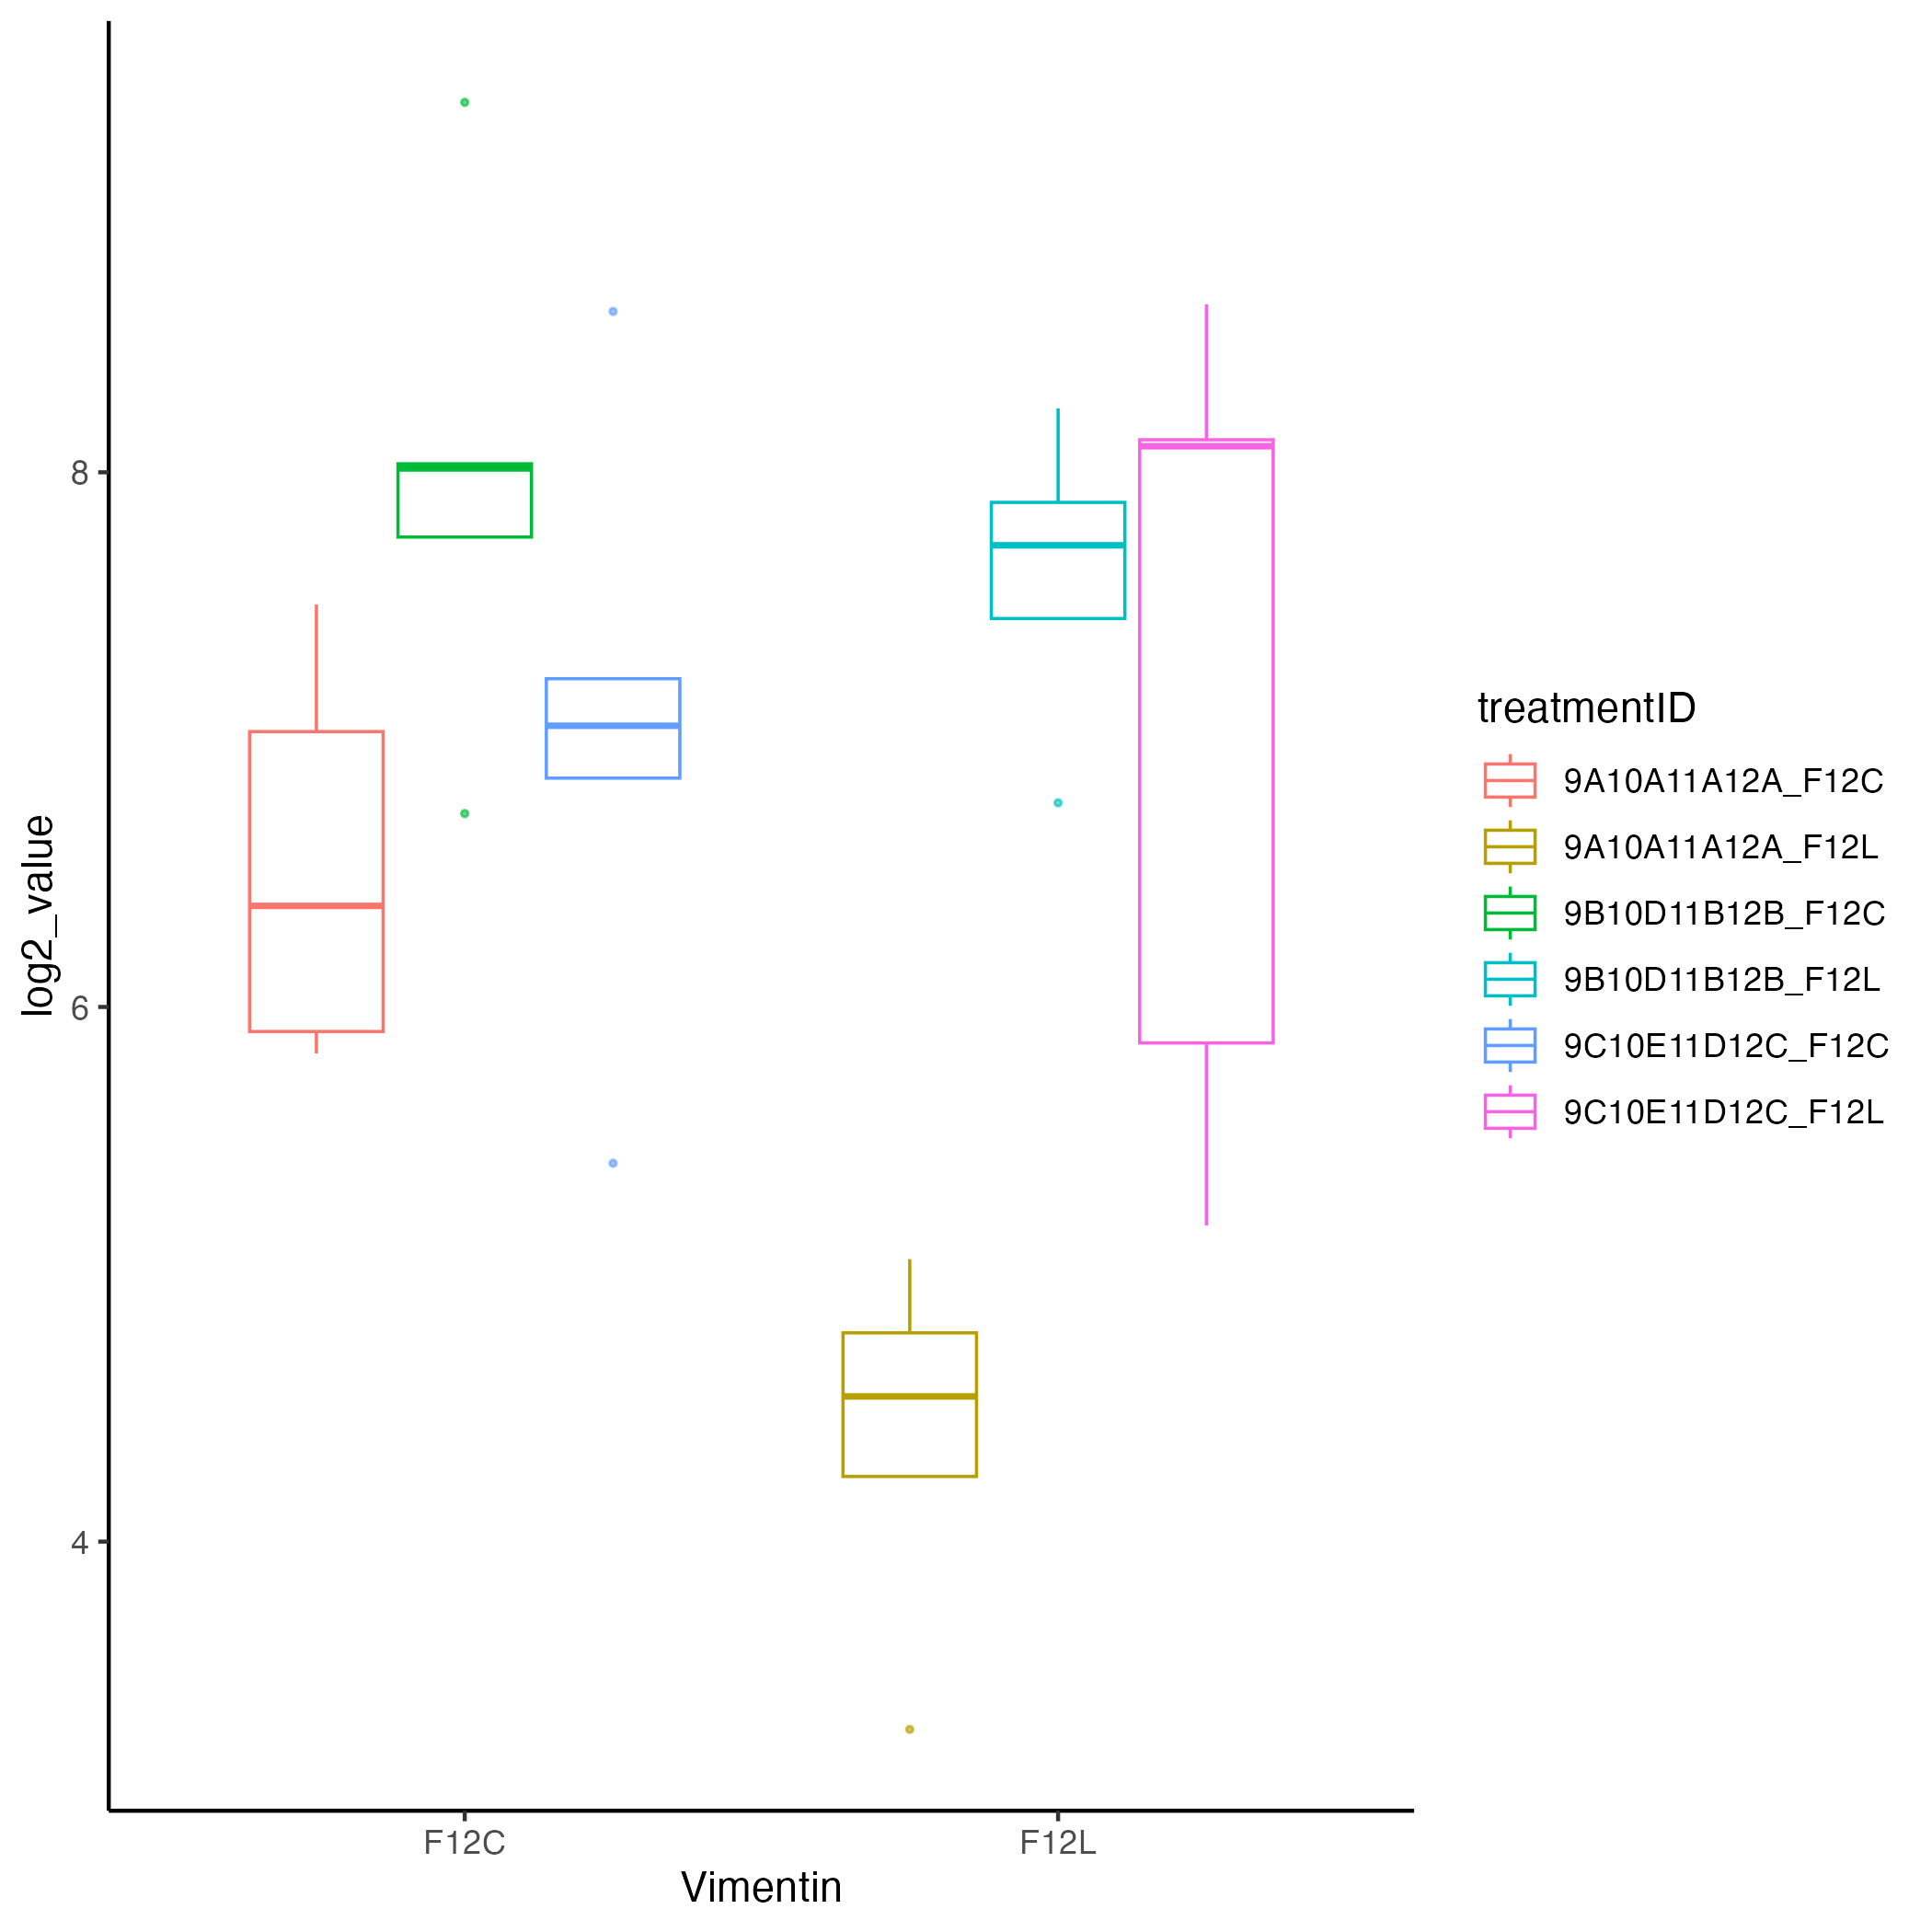 log2_value
8
6
4
F12C
F12L
Vimentin
treatmentID
9A10A11A12A_F12C
9A10A11A12A_F12L
9B10D11B12B_F12C
9B10D11B12B_F12L
9C10E11D12C_F12C
9C10E11D12C_F12L